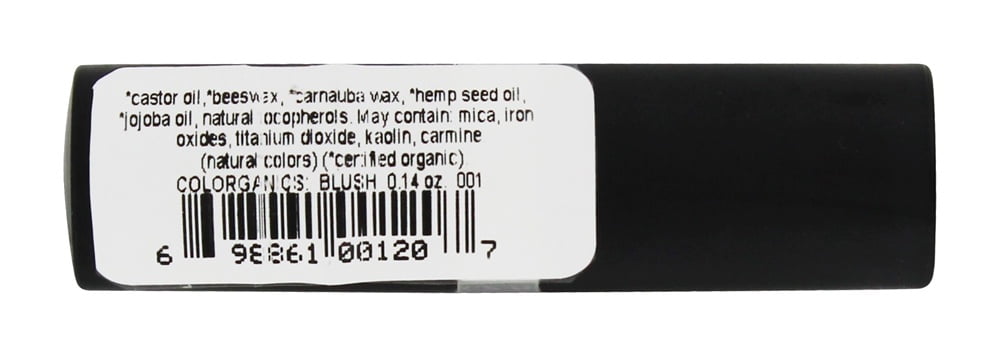 *castor oil,*beeswax, *carnauba wax, *hemp seed oil,
*jojoba oil, natural tocopherols. May contain: mica, iron
oxides, titanium dioxide, kaolin, carmine
(natural colors) (*certified organic)
COLORGANICS: BLUSH 0.14 oz. 001
6 98861 00120 7